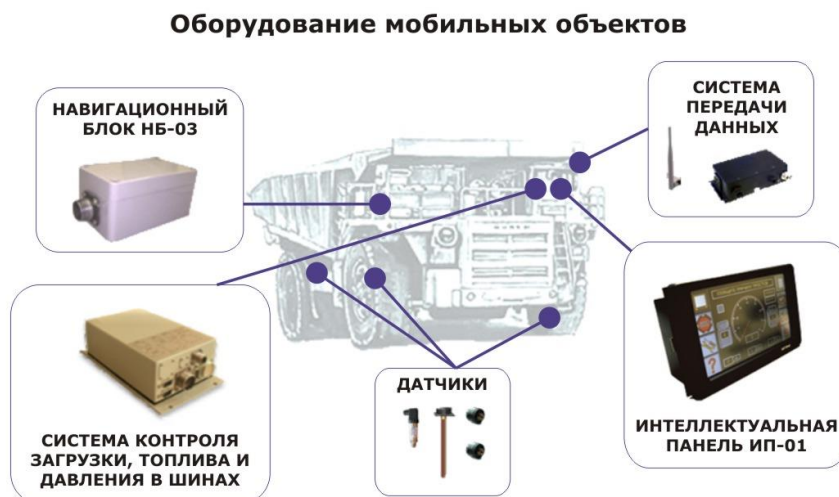 Оборудование мобильных объектов
НАВИГАЦИОННЫЙ
БЛОК НБ-03
СИСТЕМА
ПЕРЕДАЧИ
ДАННЫХ
СИСТЕМА КОНТРОЛЯ
ЗАГРУЗКИ, ТОПЛИВА И
ДАВЛЕНИЯ В ШИНАХ
ДАТЧИКИ
ИНТЕЛЛЕКТУАЛЬНАЯ
ПАНЕЛЬ ИП-01